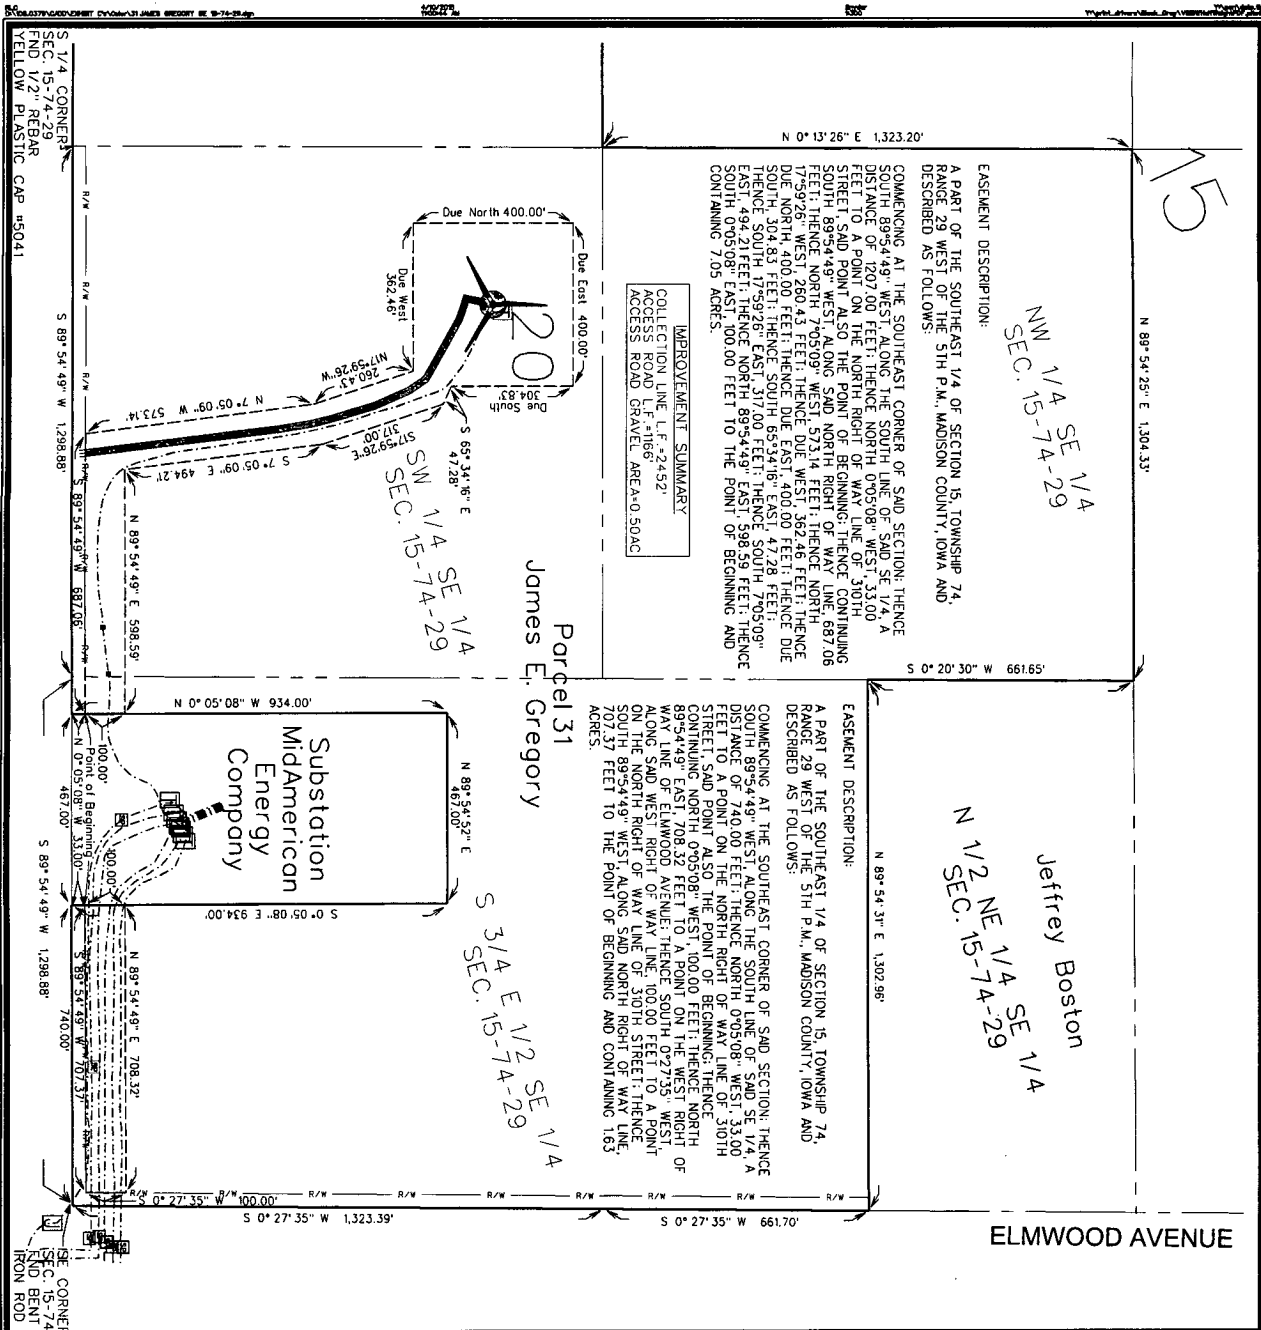 4/10/2015
15
N 0° 13' 26" E 1,323.20'
N 89° 54' 25" E 1,304.33'
NW 1/4 SE 1/4
SEC. 15-74-29
EASEMENT DESCRIPTION:
A PART OF THE SOUTHEAST 1/4 OF SECTION 15, TOWNSHIP 74,
RANGE 29 WEST OF THE 5TH P.M., MADISON COUNTY, IOWA AND
DESCRIBED AS FOLLOWS:
COMMENCING AT THE SOUTHEAST CORNER OF SAID SECTION; THENCE
SOUTH 89°54'49" WEST, ALONG THE SOUTH LINE OF SAID SE 1/4, A
DISTANCE OF 1207.00 FEET; THENCE NORTH 0°05'08" WEST, 33.00
FEET TO A POINT ON THE NORTH RIGHT OF WAY LINE OF 310TH
STREET, SAID POINT ALSO THE POINT OF BEGINNING; THENCE CONTINUING
SOUTH 89°54'49" WEST, ALONG SAID NORTH RIGHT OF WAY LINE, 687.06
FEET; THENCE NORTH 7°05'09" WEST 573.14 FEET; THENCE NORTH
17°59'26" WEST, 260.43 FEET; THENCE DUE WEST, 362.46 FEET; THENCE
DUE NORTH, 400.00 FEET; THENCE DUE EAST, 400.00 FEET; THENCE DUE
SOUTH, 304.83 FEET; THENCE SOUTH 65°34'16" EAST, 47.28 FEET;
THENCE SOUTH 17°59'26" EAST, 317.00 FEET; THENCE SOUTH 7°05'09"
EAST, 494.21 FEET; THENCE NORTH 89°54'49" EAST, 598.59 FEET; THENCE
SOUTH 0°05'08" EAST, 100.00 FEET TO THE POINT OF BEGINNING AND
CONTAINING 7.05 ACRES.
IMPROVEMENT SUMMARY
COLLECTION LINE L.F.=2452'
ACCESS ROAD L.F.=1166'
ACCESS ROAD GRAVEL AREA=0.50AC
S 0° 20' 30" W 661.65'
Jeffrey Boston
N 1/2 NE 1/4 SE 1/4
SEC. 15-74-29
N 89° 54' 31" E 1,302.96'
EASEMENT DESCRIPTION:
A PART OF THE SOUTHEAST 1/4 OF SECTION 15, TOWNSHIP 74,
RANGE 29 WEST OF THE 5TH P.M., MADISON COUNTY, IOWA AND
DESCRIBED AS FOLLOWS:
COMMENCING AT THE SOUTHEAST CORNER OF SAID SECTION; THENCE
SOUTH 89°54'49" WEST, ALONG THE SOUTH LINE OF SAID SE 1/4, A
DISTANCE OF 740.00 FEET; THENCE NORTH 0°05'08" WEST, 33.00
FEET TO A POINT ON THE NORTH RIGHT OF WAY LINE OF 310TH
STREET, SAID POINT ALSO THE POINT OF BEGINNING; THENCE
CONTINUING NORTH 0°05'08" WEST, 100.00 FEET; THENCE NORTH
89°54'49" EAST, 708.32 FEET TO A POINT ON THE WEST RIGHT OF
WAY LINE OF ELMWOOD AVENUE; THENCE SOUTH 0°27'35" WEST,
ALONG SAID WEST RIGHT OF WAY LINE, 100.00 FEET TO A POINT
ON THE NORTH RIGHT OF WAY LINE OF 310TH STREET; THENCE
SOUTH 89°54'49" WEST, ALONG SAID NORTH RIGHT OF WAY LINE,
707.37 FEET TO THE POINT OF BEGINNING AND CONTAINING 1.63
ACRES.
Parcel 31
James E. Gregory
20
Due North 400.00'
Due East 400.00'
Due South
304.83'
Due West
362.46'
N17°59'26"W
260.43'
N 7° 05' 09" W 573.14'
S 65° 34' 16" E
47.28'
S17°59'26"E
317.00'
S 7° 05' 09" E 494.21'
SW 1/4 SE 1/4
SEC. 15-74-29
S 3/4 E 1/2 SE 1/4
SEC. 15-74-29
N 89° 54' 49" E 598.59'
S 89° 54' 49" W 687.06'
S 89° 54' 49" W 1,298.88'
R/W
R/W
R/W
R/W
N 0° 05' 08" W 934.00'
N 89° 54' 52" E
467.00'
S 0° 05' 08" E 934.00'
Substation
MidAmerican
Energy
Company
100.00'
Point of Beginning
N 0° 05' 08" W 33.00'
467.00'
100.00'
N 89° 54' 49" E 708.32'
S 89° 54' 49" W 707.37'
740.00'
S 89° 54' 49" W 1,298.88'
S 0° 27' 35" W 100.00'
R/W
R/W
R/W
R/W
R/W
R/W
R/W
R/W
S 0° 27' 35" W 1,323.39'
S 0° 27' 35" W 661.70'
ELMWOOD AVENUE
S 1/4 CORNER
SEC. 15-74-29
FND 1/2" REBAR
YELLOW PLASTIC CAP #5041
SE CORNER
SEC. 15-74
FND BENT
IRON ROD